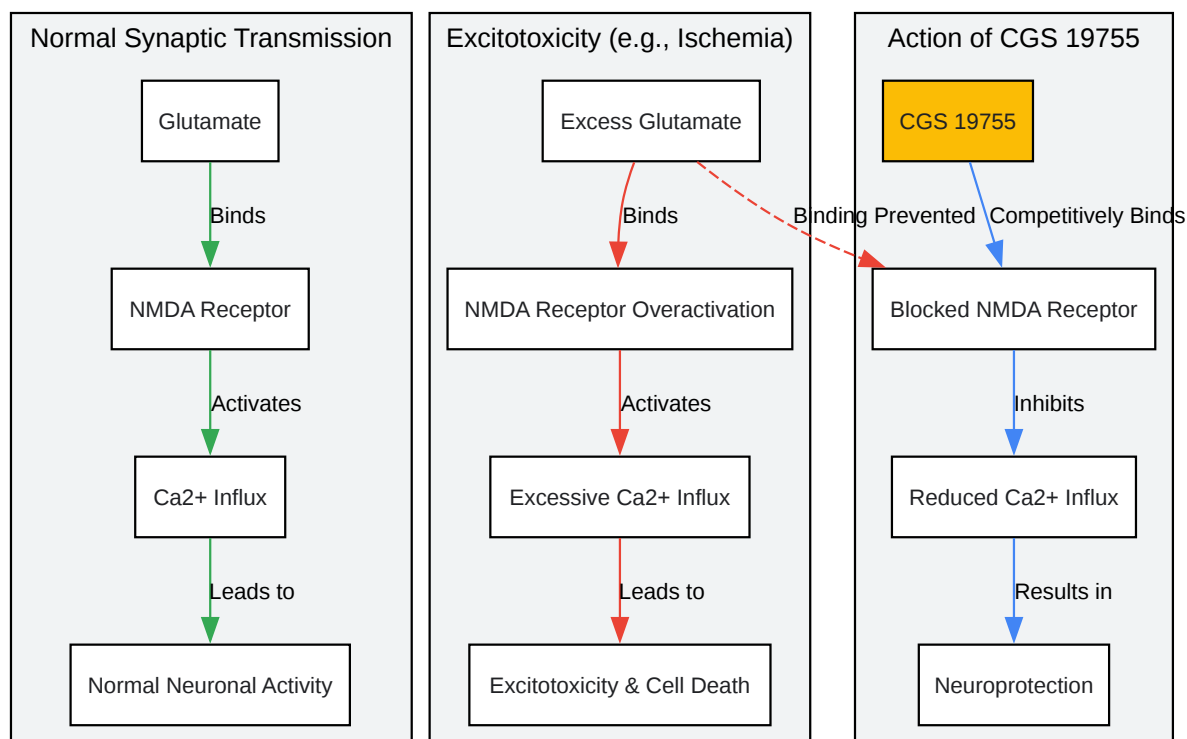 Normal Synaptic Transmission
Glutamate
Binds
NMDA Receptor
Activates
Ca2+ Influx
Leads to
Normal Neuronal Activity
Excitotoxicity (e.g., Ischemia)
Excess Glutamate
Binds
Binding Prevented
NMDA Receptor Overactivation
Activates
Excessive Ca2+ Influx
Leads to
Excitotoxicity & Cell Death
Action of CGS 19755
CGS 19755
Competitively Binds
Blocked NMDA Receptor
Inhibits
Reduced Ca2+ Influx
Results in
Neuroprotection